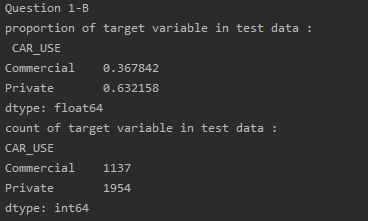 Question 1-B
proportion of target variable in test data :
 CAR_USE
Commercial    0.367842
Private       0.632158
dtype: float64
count of target variable in test data :
CAR_USE
Commercial    1137
Private       1954
dtype: int64